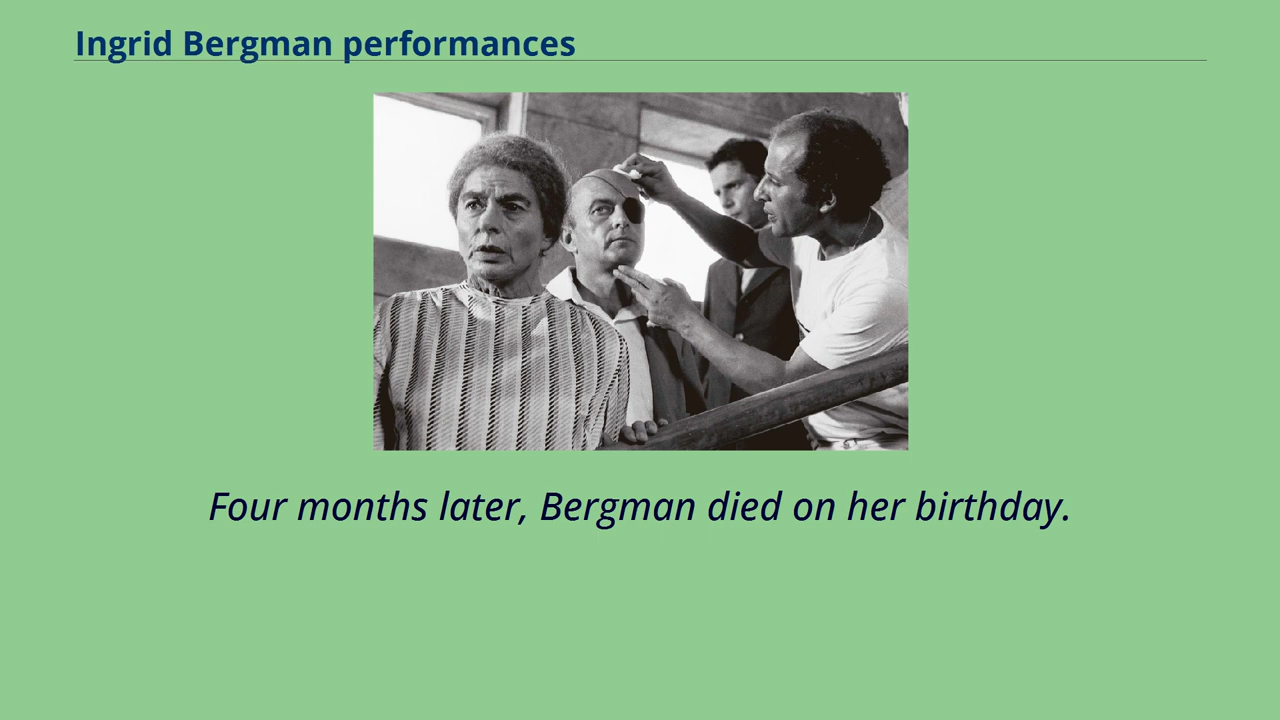 Ingrid Bergman performances
Four months later, Bergman died on her birthday.